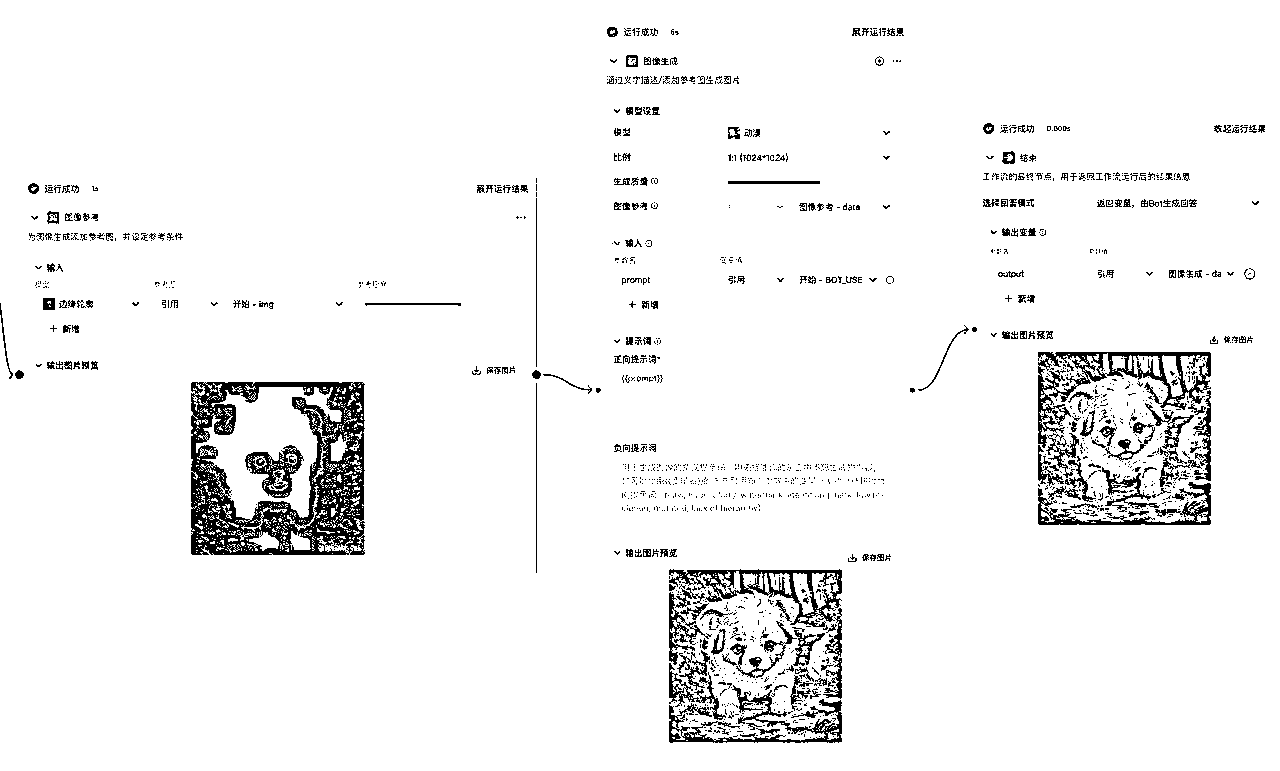 运行成功 1s 展开运行结果
图像参考
为图像生成添加参考图，并设定参考条件
输入
边缘轮廓 引用 开始 - img
+ 新增
输出图片预览
保存图片
运行成功 6s 展开运行结果
图像生成
通过文字描述/添加参考图生成图片
模型设置
模型 动漫
比例 1:1 (1024*1024)
生成质量
图像参考 图像参考 - data
输入
prompt 引用 开始 - BOT_USE
+ 新增
提示词
正向提示词*
{{prompt}}
负向提示词
输出图片预览
保存图片
运行成功 0.000s 收起运行结果
结束
工作流的最终节点，用于返回工作流运行后的结果信息
选择回答模式 返回变量，由Bot生成回答
输出变量
output 引用 图像生成 - da
+ 新增
输出图片预览
保存图片